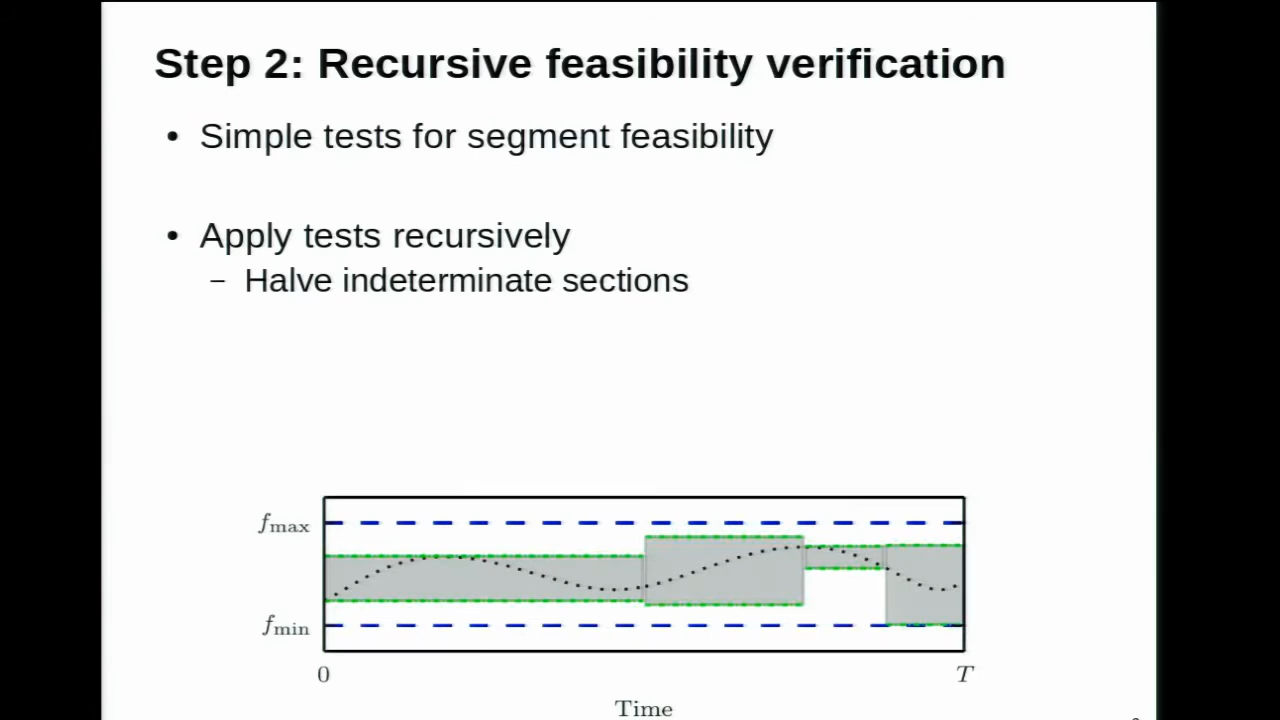 Step 2: Recursive feasibility verification
• Simple tests for segment feasibility
• Apply tests recursively
– Halve indeterminate sections
f_max
f_min
0
T
Time